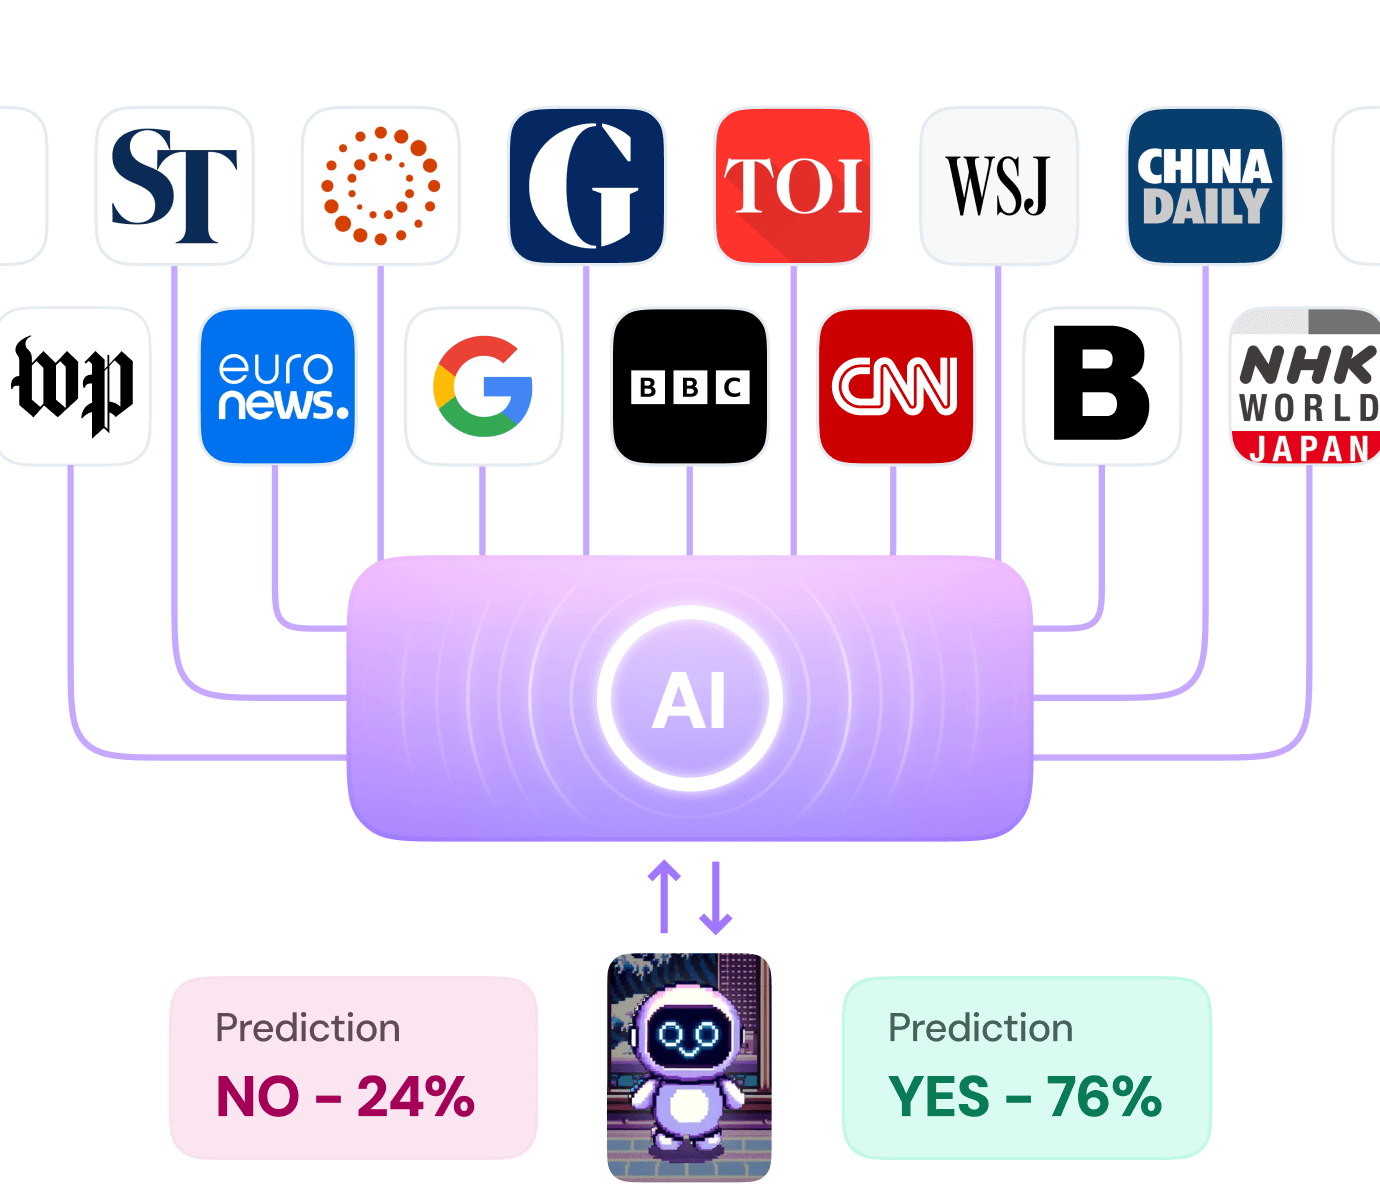 ST
G
TOI
WSJ
CHINA
DAILY
wp
euro
news.
G
BBC
CNN
B
NHK
WORLD
JAPAN
AI
Prediction
NO – 24%
Prediction
YES – 76%